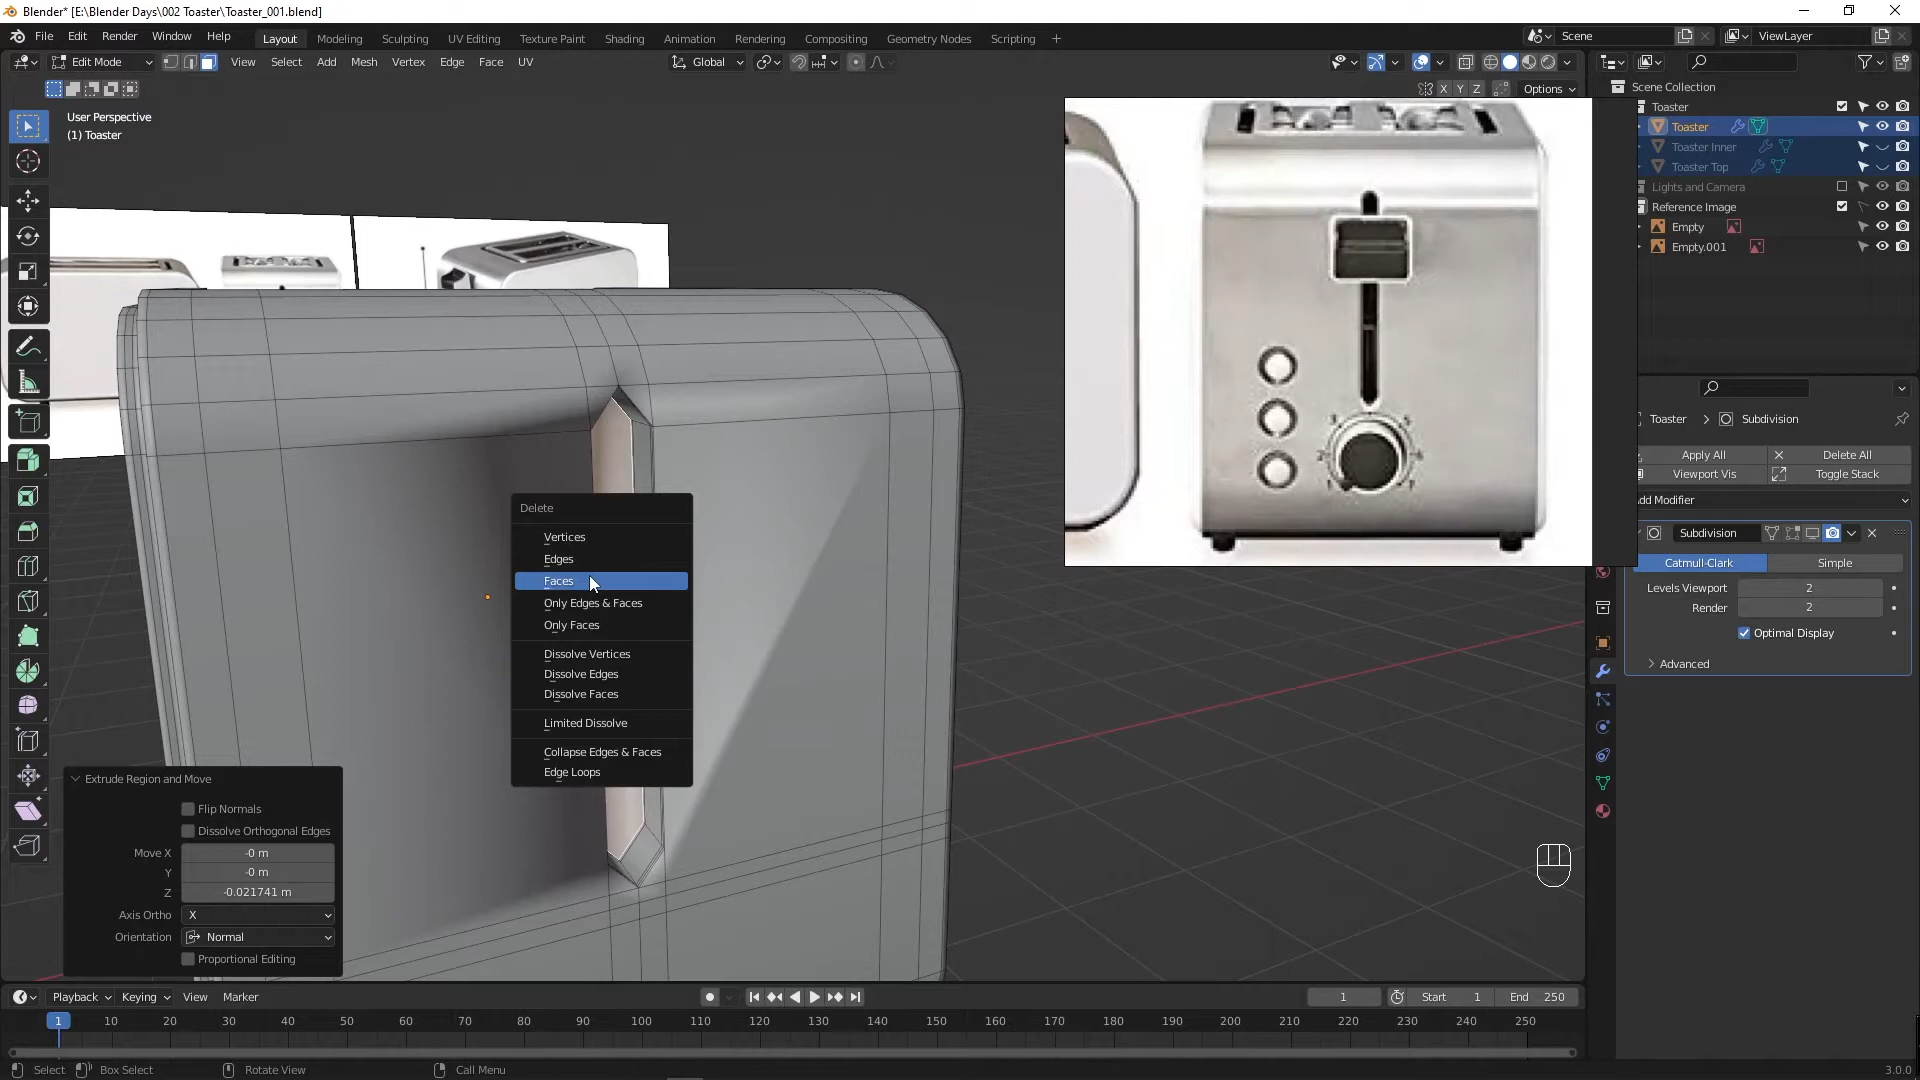 Blender* [E:\Blender Days\002 Toaster\Toaster_001.blend]
File Edit Render Window Help Layout Modeling Sculpting UV Editing Texture Paint Shading Animation Rendering Compositing Geometry Nodes Scripting + Scene ViewLayer
Edit Mode View Select Add Mesh Vertex Edge Face UV Global
X Y Z Options
User Perspective
(1) Toaster
Scene Collection
Toaster
Toaster
Toaster Inner
Toaster Top
Lights and Camera
Reference Image
Empty
Empty.001
Toaster > Subdivision
Apply All Delete All
Viewport Vis Toggle Stack
Add Modifier
Subdivision
Catmull-Clark Simple
Levels Viewport 2
Render 2
Optimal Display
Advanced
Delete
Vertices
Edges
Faces
Only Edges & Faces
Only Faces
Dissolve Vertices
Dissolve Edges
Dissolve Faces
Limited Dissolve
Collapse Edges & Faces
Edge Loops
Extrude Region and Move
Flip Normals
Dissolve Orthogonal Edges
Move X -0 m
Y -0 m
Z -0.021741 m
Axis Ortho X
Orientation Normal
Proportional Editing
Playback Keying View Marker 1 Start 1 End 250
1 10 20 30 40 50 60 70 80 90 100 110 120 130 140 150 160 170 180 190 200 210 220 230 240 250
Select Box Select Rotate View Call Menu 3.0.0